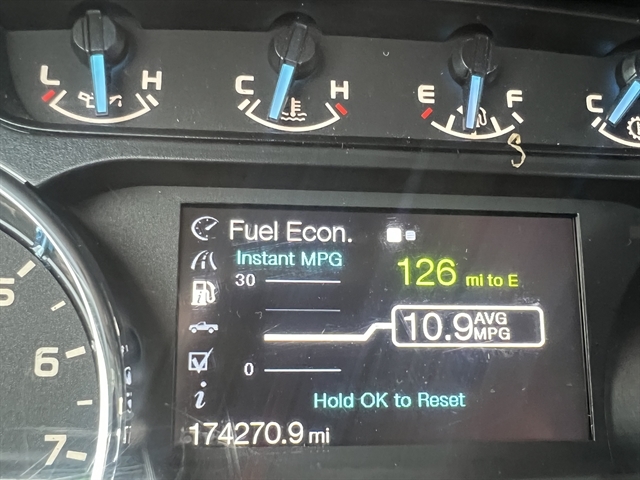 L H C H E F C
Fuel Econ.
Instant MPG
30
126 mi to E
10.9 AVG MPG
0
Hold OK to Reset
174270.9 mi
5
6
7